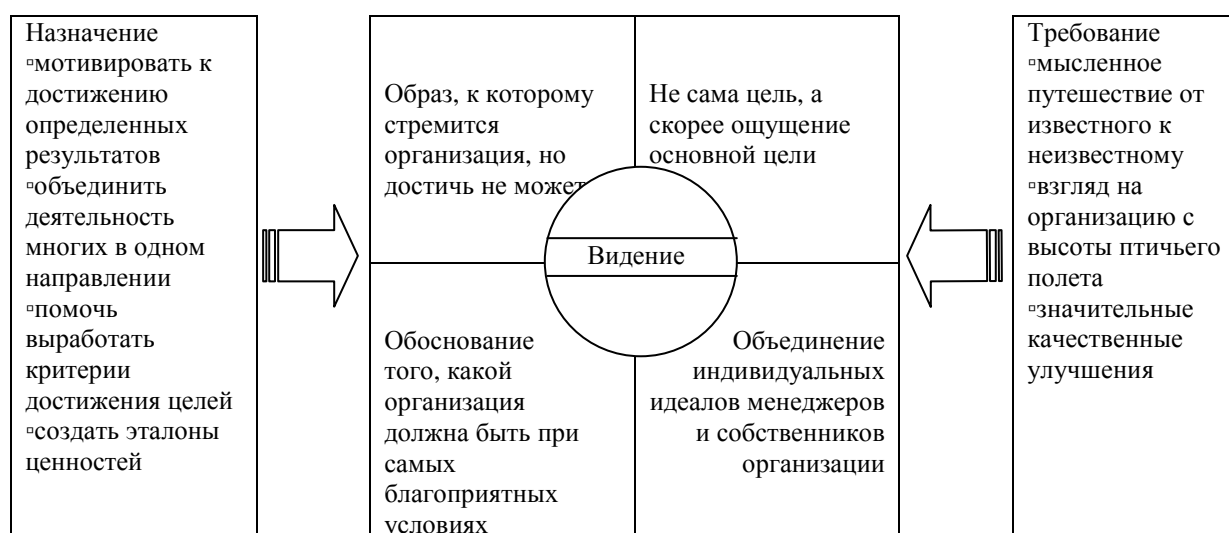 Назначение
▫мотивировать к
достижению
определенных
результатов
▫объединить
деятельность
многих в одном
направлении
▫помочь
выработать
критерии
достижения целей
▫создать эталоны
ценностей
Образ, к которому
стремится
организация, но
достичь не может
Не сама цель, а
скорее ощущение
основной цели
Видение
Обоснование
того, какой
организация
должна быть при
самых
благоприятных
условиях
Объединение
индивидуальных
идеалов менеджеров
и собственников
организации
Требование
▫мысленное
путешествие от
известного к
неизвестному
▫взгляд на
организацию с
высоты птичьего
полета
▫значительные
качественные
улучшения